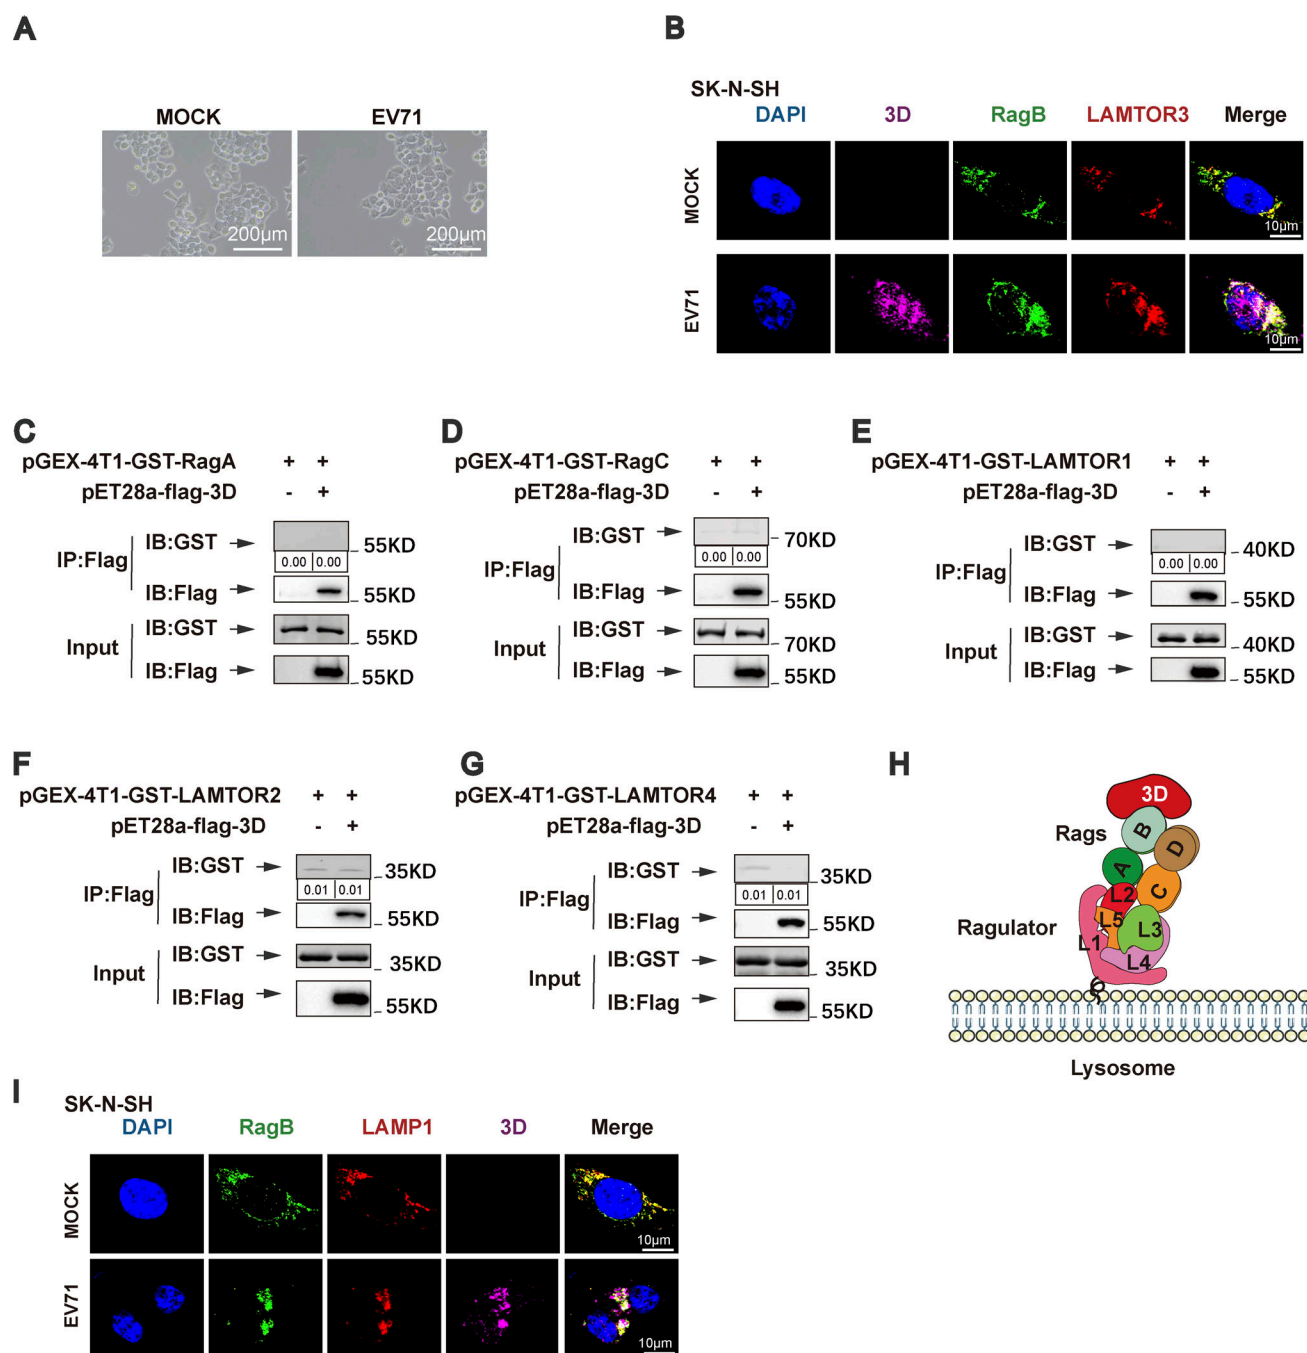 A
MOCK EV71
200μm 200μm
B
SK-N-SH
DAPI 3D RagB LAMTOR3 Merge
MOCK
10μm
EV71
10μm
C
pGEX-4T1-GST-RagA + +
pET28a-flag-3D - +
IP:Flag
IB:GST 55KD
0.00 0.00
IB:Flag 55KD
Input
IB:GST 55KD
IB:Flag 55KD
D
pGEX-4T1-GST-RagC + +
pET28a-flag-3D - +
IP:Flag
IB:GST 70KD
0.00 0.00
IB:Flag 55KD
Input
IB:GST 70KD
IB:Flag 55KD
E
pGEX-4T1-GST-LAMTOR1 + +
pET28a-flag-3D - +
IP:Flag
IB:GST 40KD
0.00 0.00
IB:Flag 55KD
Input
IB:GST 40KD
IB:Flag 55KD
F
pGEX-4T1-GST-LAMTOR2 + +
pET28a-flag-3D - +
IP:Flag
IB:GST 35KD
0.01 0.01
IB:Flag 55KD
Input
IB:GST 35KD
IB:Flag 55KD
G
pGEX-4T1-GST-LAMTOR4 + +
pET28a-flag-3D - +
IP:Flag
IB:GST 35KD
0.01 0.01
IB:Flag 55KD
Input
IB:GST 35KD
IB:Flag 55KD
H
3D
Rags B D
A C
L2
Ragulator L1 L5 L3
L4
Lysosome
I
SK-N-SH
DAPI RagB LAMP1 3D Merge
MOCK
10μm
EV71
10μm